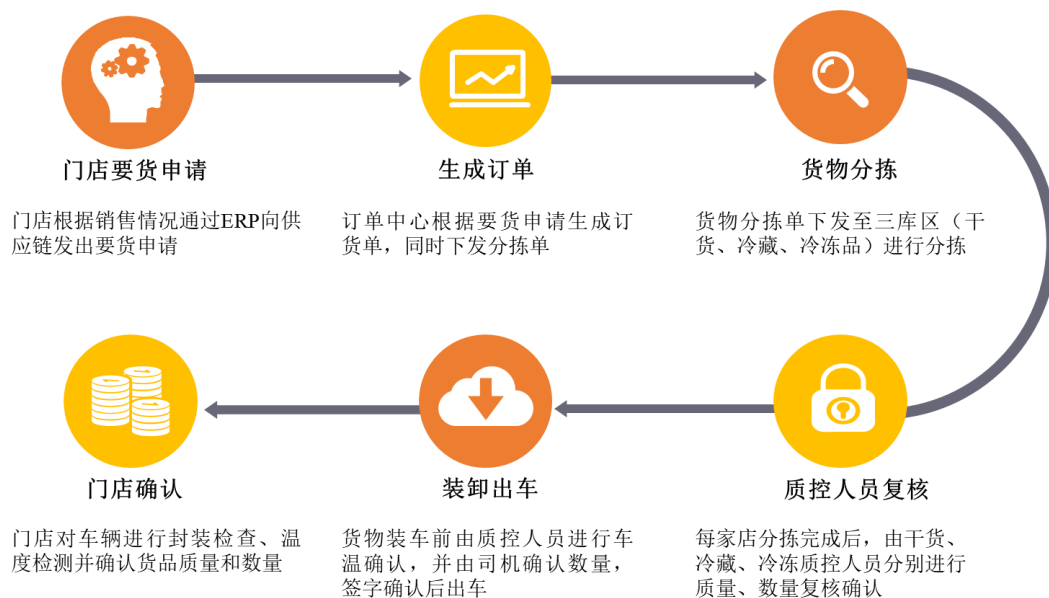 门店要货申请
门店根据销售情况通过ERP向供
应链发出要货申请
生成订单
订单中心根据要货申请生成订
货单，同时下发分拣单
货物分拣
货物分拣单下发至三库区（干
货、冷藏、冷冻品）进行分拣
质控人员复核
每家店分拣完成后，由干货、
冷藏、冷冻质控人员分别进行
质量、数量复核确认
装卸出车
货物装车前由质控人员进行车
温确认，并由司机确认数量，
签字确认后出车
门店确认
门店对车辆进行封装检查、温
度检测并确认货品质量和数量